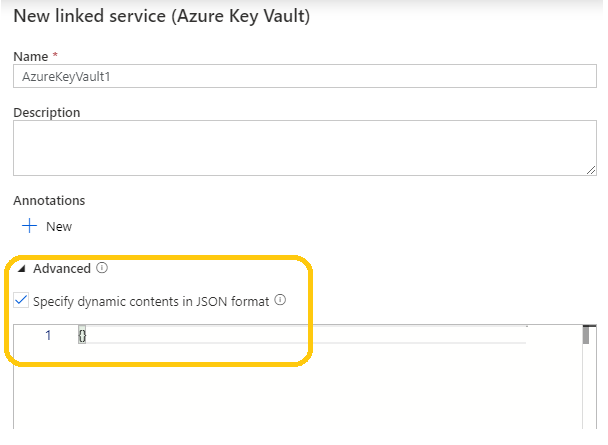 New linked service (Azure Key Vault)
Name *
AzureKeyVault1
Description
Annotations
New
Advanced
Specify dynamic contents in JSON format
1 {}